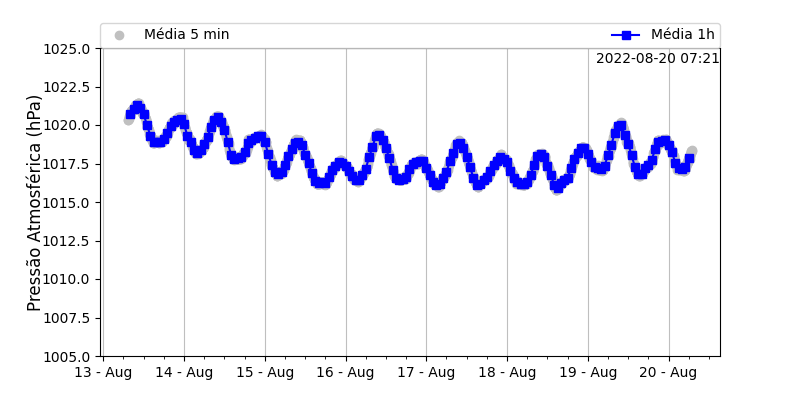 Média 5 min
Média 1h
2022-08-20 07:21
Pressão Atmosférica (hPa)
1025.0
1022.5
1020.0
1017.5
1015.0
1012.5
1010.0
1007.5
1005.0
13 - Aug
14 - Aug
15 - Aug
16 - Aug
17 - Aug
18 - Aug
19 - Aug
20 - Aug